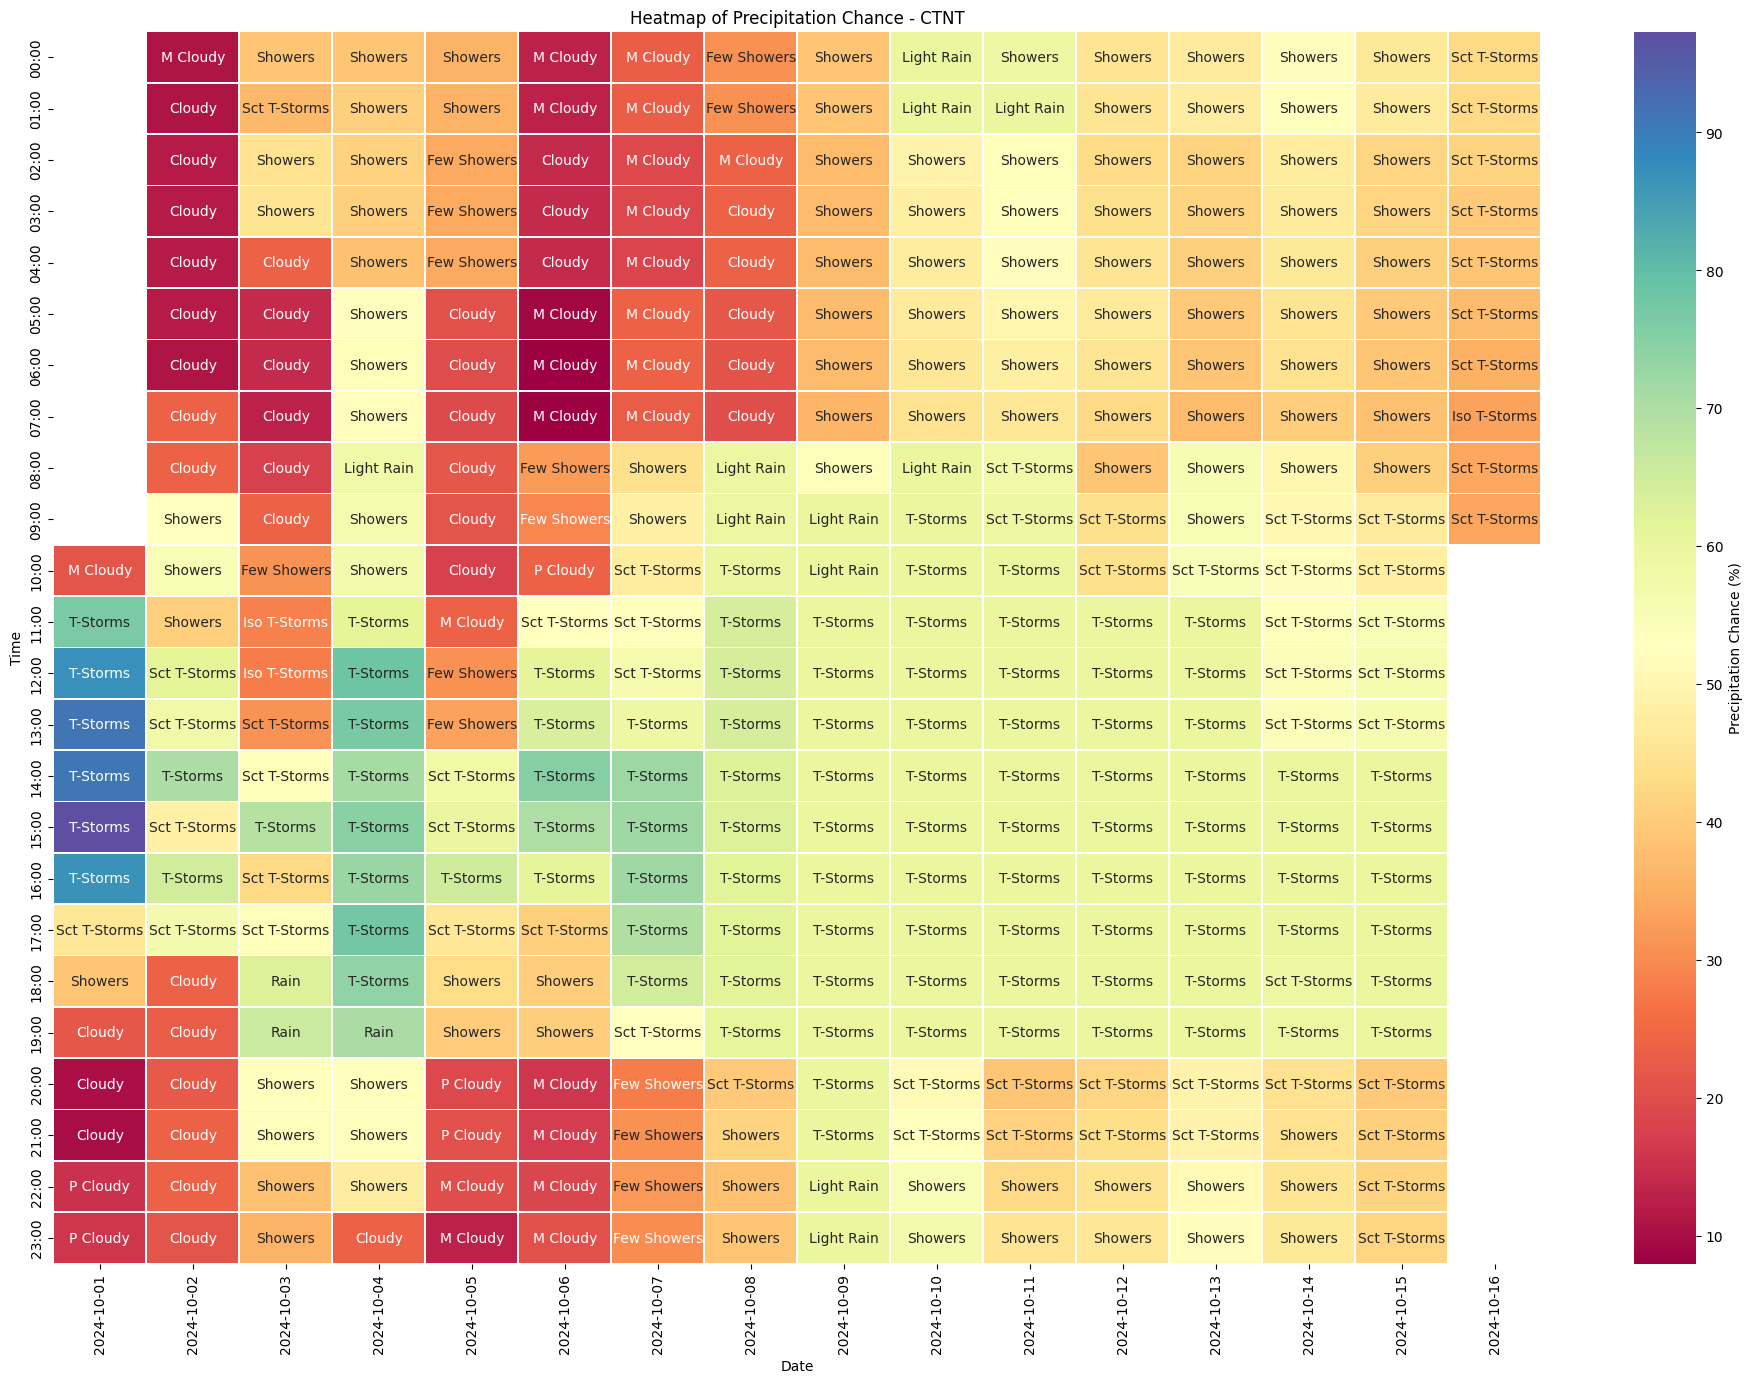 Heatmap of Precipitation Chance - CTNT
Time
00:00 M Cloudy Showers Showers Showers M Cloudy M Cloudy Few Showers Showers Light Rain Showers Showers Showers Showers Showers Sct T-Storms
01:00 Cloudy Sct T-Storms Showers Showers M Cloudy M Cloudy Few Showers Showers Light Rain Light Rain Showers Showers Showers Showers Sct T-Storms
02:00 Cloudy Showers Showers Few Showers Cloudy M Cloudy M Cloudy Showers Showers Showers Showers Showers Showers Showers Sct T-Storms
03:00 Cloudy Showers Showers Few Showers Cloudy M Cloudy Cloudy Showers Showers Showers Showers Showers Showers Showers Sct T-Storms
04:00 Cloudy Cloudy Showers Few Showers Cloudy M Cloudy Cloudy Showers Showers Showers Showers Showers Showers Showers Sct T-Storms
05:00 Cloudy Cloudy Showers Cloudy M Cloudy M Cloudy Cloudy Showers Showers Showers Showers Showers Showers Showers Sct T-Storms
06:00 Cloudy Cloudy Showers Cloudy M Cloudy M Cloudy Cloudy Showers Showers Showers Showers Showers Showers Showers Sct T-Storms
07:00 Cloudy Cloudy Showers Cloudy M Cloudy M Cloudy Cloudy Showers Showers Showers Showers Showers Showers Showers Iso T-Storms
08:00 Cloudy Cloudy Light Rain Cloudy Few Showers Showers Light Rain Showers Light Rain Sct T-Storms Showers Showers Showers Showers Sct T-Storms
09:00 Showers Cloudy Showers Cloudy Few Showers Showers Light Rain Light Rain T-Storms Sct T-Storms Sct T-Storms Showers Sct T-Storms Sct T-Storms Sct T-Storms
10:00 M Cloudy Showers Few Showers Showers Cloudy P Cloudy Sct T-Storms T-Storms Light Rain T-Storms T-Storms Sct T-Storms Sct T-Storms Sct T-Storms Sct T-Storms
11:00 T-Storms Showers Iso T-Storms T-Storms M Cloudy Sct T-Storms Sct T-Storms T-Storms T-Storms T-Storms T-Storms T-Storms T-Storms Sct T-Storms Sct T-Storms
12:00 T-Storms Sct T-Storms Iso T-Storms T-Storms Few Showers T-Storms Sct T-Storms T-Storms T-Storms T-Storms T-Storms T-Storms T-Storms Sct T-Storms Sct T-Storms
13:00 T-Storms Sct T-Storms Sct T-Storms T-Storms Few Showers T-Storms T-Storms T-Storms T-Storms T-Storms T-Storms T-Storms T-Storms Sct T-Storms Sct T-Storms
14:00 T-Storms T-Storms Sct T-Storms T-Storms Sct T-Storms T-Storms T-Storms T-Storms T-Storms T-Storms T-Storms T-Storms T-Storms T-Storms T-Storms
15:00 T-Storms Sct T-Storms T-Storms T-Storms Sct T-Storms T-Storms T-Storms T-Storms T-Storms T-Storms T-Storms T-Storms T-Storms T-Storms T-Storms
16:00 T-Storms T-Storms Sct T-Storms T-Storms T-Storms T-Storms T-Storms T-Storms T-Storms T-Storms T-Storms T-Storms T-Storms T-Storms T-Storms
17:00 Sct T-Storms Sct T-Storms Sct T-Storms T-Storms Sct T-Storms Sct T-Storms T-Storms T-Storms T-Storms T-Storms T-Storms T-Storms T-Storms T-Storms T-Storms
18:00 Showers Cloudy Rain T-Storms Showers Showers T-Storms T-Storms T-Storms T-Storms T-Storms T-Storms T-Storms Sct T-Storms T-Storms
19:00 Cloudy Cloudy Rain Rain Showers Showers Sct T-Storms T-Storms T-Storms T-Storms T-Storms T-Storms T-Storms T-Storms T-Storms
20:00 Cloudy Cloudy Showers Showers P Cloudy M Cloudy Few Showers Sct T-Storms T-Storms Sct T-Storms Sct T-Storms Sct T-Storms Sct T-Storms Sct T-Storms Sct T-Storms
21:00 Cloudy Cloudy Showers Showers P Cloudy M Cloudy Few Showers Showers T-Storms Sct T-Storms Sct T-Storms Sct T-Storms Sct T-Storms Showers Sct T-Storms
22:00 P Cloudy Cloudy Showers Showers M Cloudy M Cloudy Few Showers Showers Light Rain Showers Showers Showers Showers Showers Sct T-Storms
23:00 P Cloudy Cloudy Showers Cloudy M Cloudy M Cloudy Few Showers Showers Light Rain Showers Showers Showers Showers Showers Sct T-Storms
2024-10-01 2024-10-02 2024-10-03 2024-10-04 2024-10-05 2024-10-06 2024-10-07 2024-10-08 2024-10-09 2024-10-10 2024-10-11 2024-10-12 2024-10-13 2024-10-14 2024-10-15 2024-10-16
Date
90
80
70
60
50
40
30
20
10
Precipitation Chance (%)